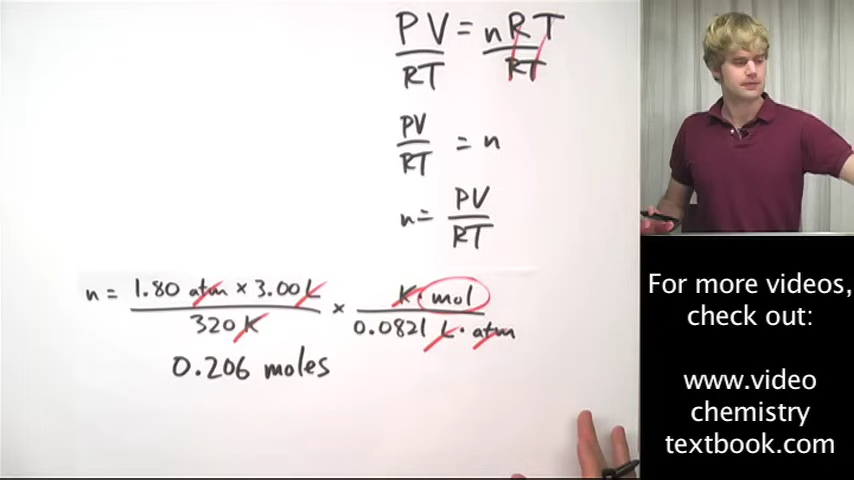 PV = nRT
RT RT
PV = n
RT
n = PV
RT
n = 1.80 atm × 3.00 L × K · mol
320 K 0.0821 L · atm
0.206 moles
For more videos,
check out:
www.video
chemistry
textbook.com